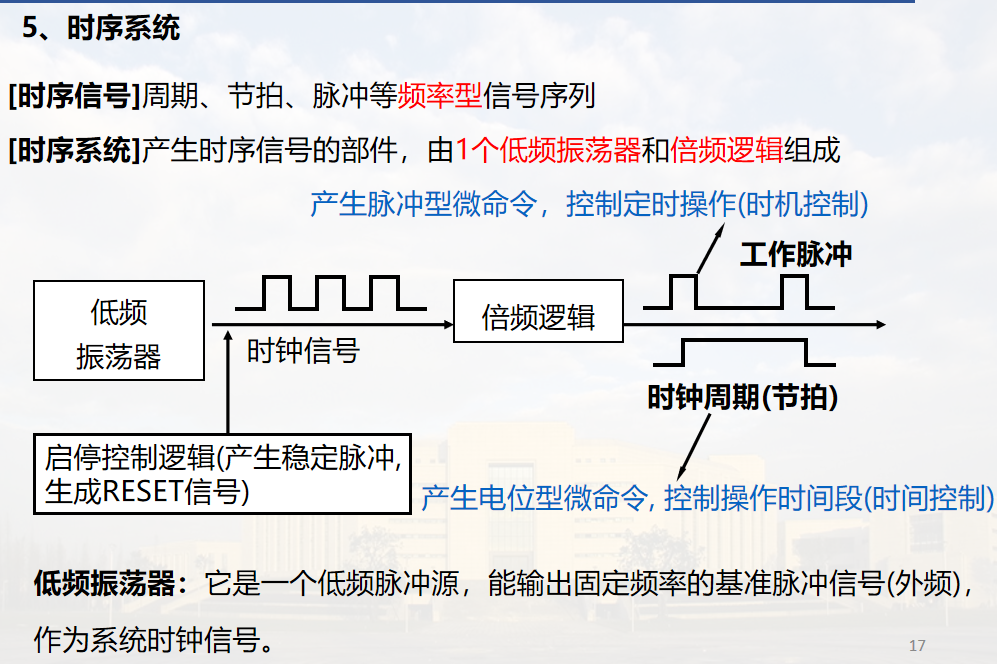 5、时序系统
[时序信号]周期、节拍、脉冲等频率型信号序列
[时序系统]产生时序信号的部件，由1个低频振荡器和倍频逻辑组成
产生脉冲型微命令，控制定时操作(时机控制)
工作脉冲
低频
振荡器
倍频逻辑
时钟信号
时钟周期(节拍)
启停控制逻辑(产生稳定脉冲,
生成RESET信号)
产生电位型微命令, 控制操作时间段(时间控制)
低频振荡器：它是一个低频脉冲源，能输出固定频率的基准脉冲信号(外频)，
作为系统时钟信号。
17